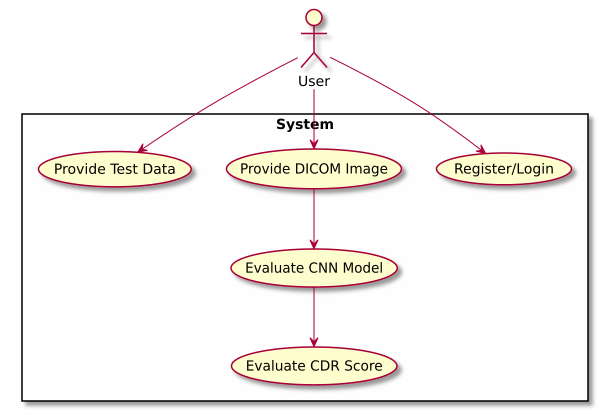 User
System
Provide Test Data
Provide DICOM Image
Register/Login
Evaluate CNN Model
Evaluate CDR Score